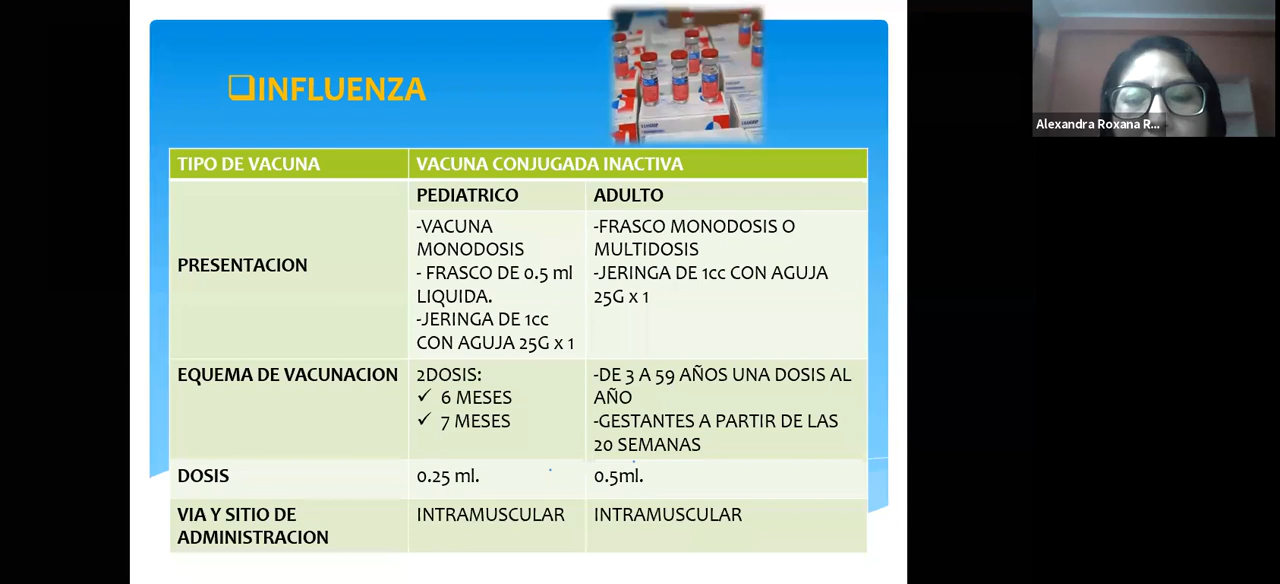 ❑INFLUENZA
Alexandra Roxana R...
TIPO DE VACUNA
VACUNA CONJUGADA INACTIVA
PRESENTACION
PEDIATRICO
-VACUNA
MONODOSIS
- FRASCO DE 0.5 ml
LIQUIDA.
-JERINGA DE 1cc
CON AGUJA 25G x 1
ADULTO
-FRASCO MONODOSIS O
MULTIDOSIS
-JERINGA DE 1cc CON AGUJA
25G x 1
EQUEMA DE VACUNACION
2DOSIS:
✓ 6 MESES
✓ 7 MESES
-DE 3 A 59 AÑOS UNA DOSIS AL
AÑO
-GESTANTES A PARTIR DE LAS
20 SEMANAS
DOSIS
0.25 ml.
0.5ml.
VIA Y SITIO DE
ADMINISTRACION
INTRAMUSCULAR
INTRAMUSCULAR